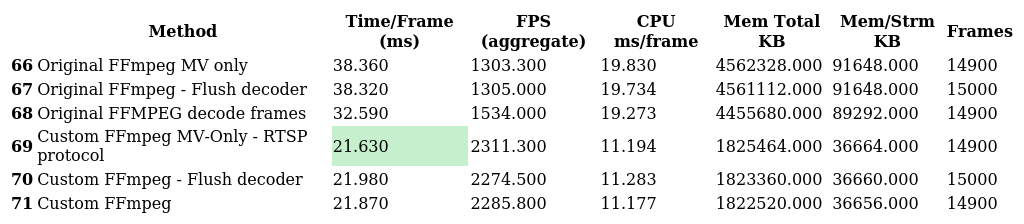 Method Time/Frame (ms) FPS (aggregate) CPU ms/frame Mem Total KB Mem/Strm KB Frames
66 Original FFmpeg MV only 38.360 1303.300 19.830 4562328.000 91648.000 14900
67 Original FFmpeg - Flush decoder 38.320 1305.000 19.734 4561112.000 91648.000 15000
68 Original FFMPEG decode frames 32.590 1534.000 19.273 4455680.000 89292.000 14900
69 Custom FFmpeg MV-Only - RTSP protocol 21.630 2311.300 11.194 1825464.000 36664.000 14900
70 Custom FFmpeg - Flush decoder 21.980 2274.500 11.283 1823360.000 36660.000 15000
71 Custom FFmpeg 21.870 2285.800 11.177 1822520.000 36656.000 14900